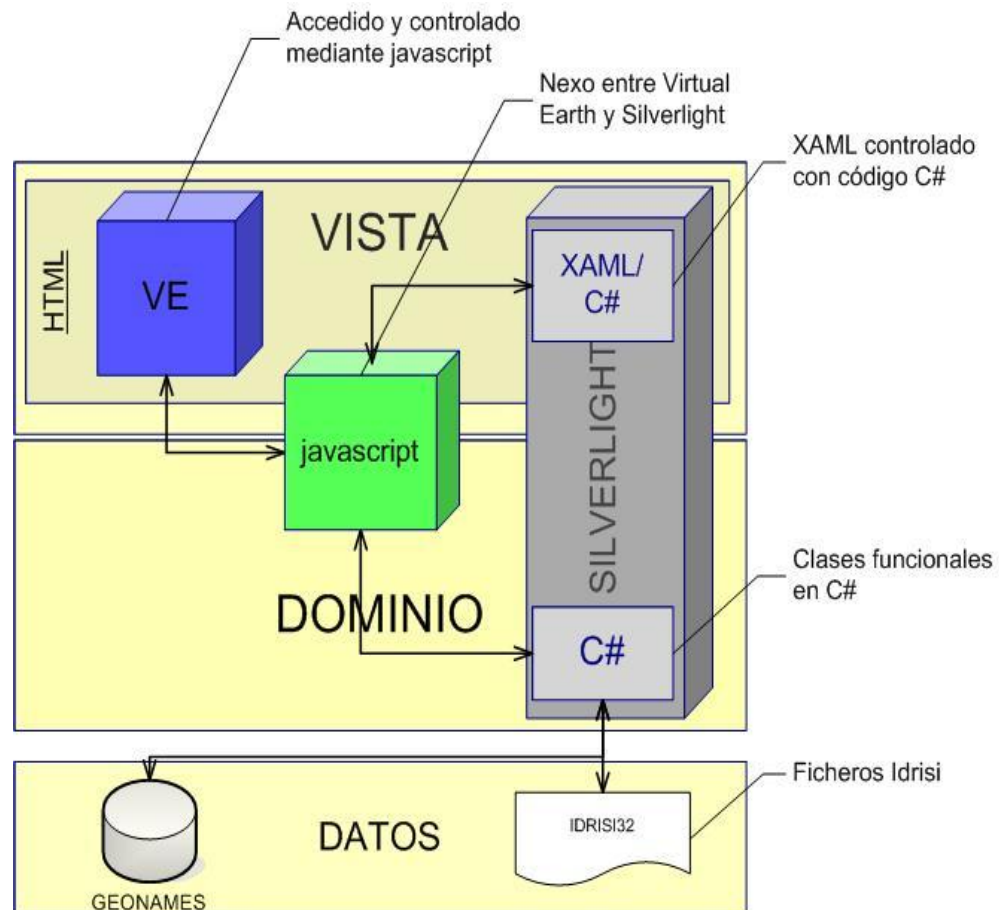 Accedido y controlado
mediante javascript
Nexo entre Virtual
Earth y Silverlight
XAML controlado
con código C#
HTML
VE
VISTA
XAML/
C#
javascript
SILVERLIGHT
DOMINIO
C#
Clases funcionales
en C#
DATOS
IDRISI32
Ficheros Idrisi
GEONAMES